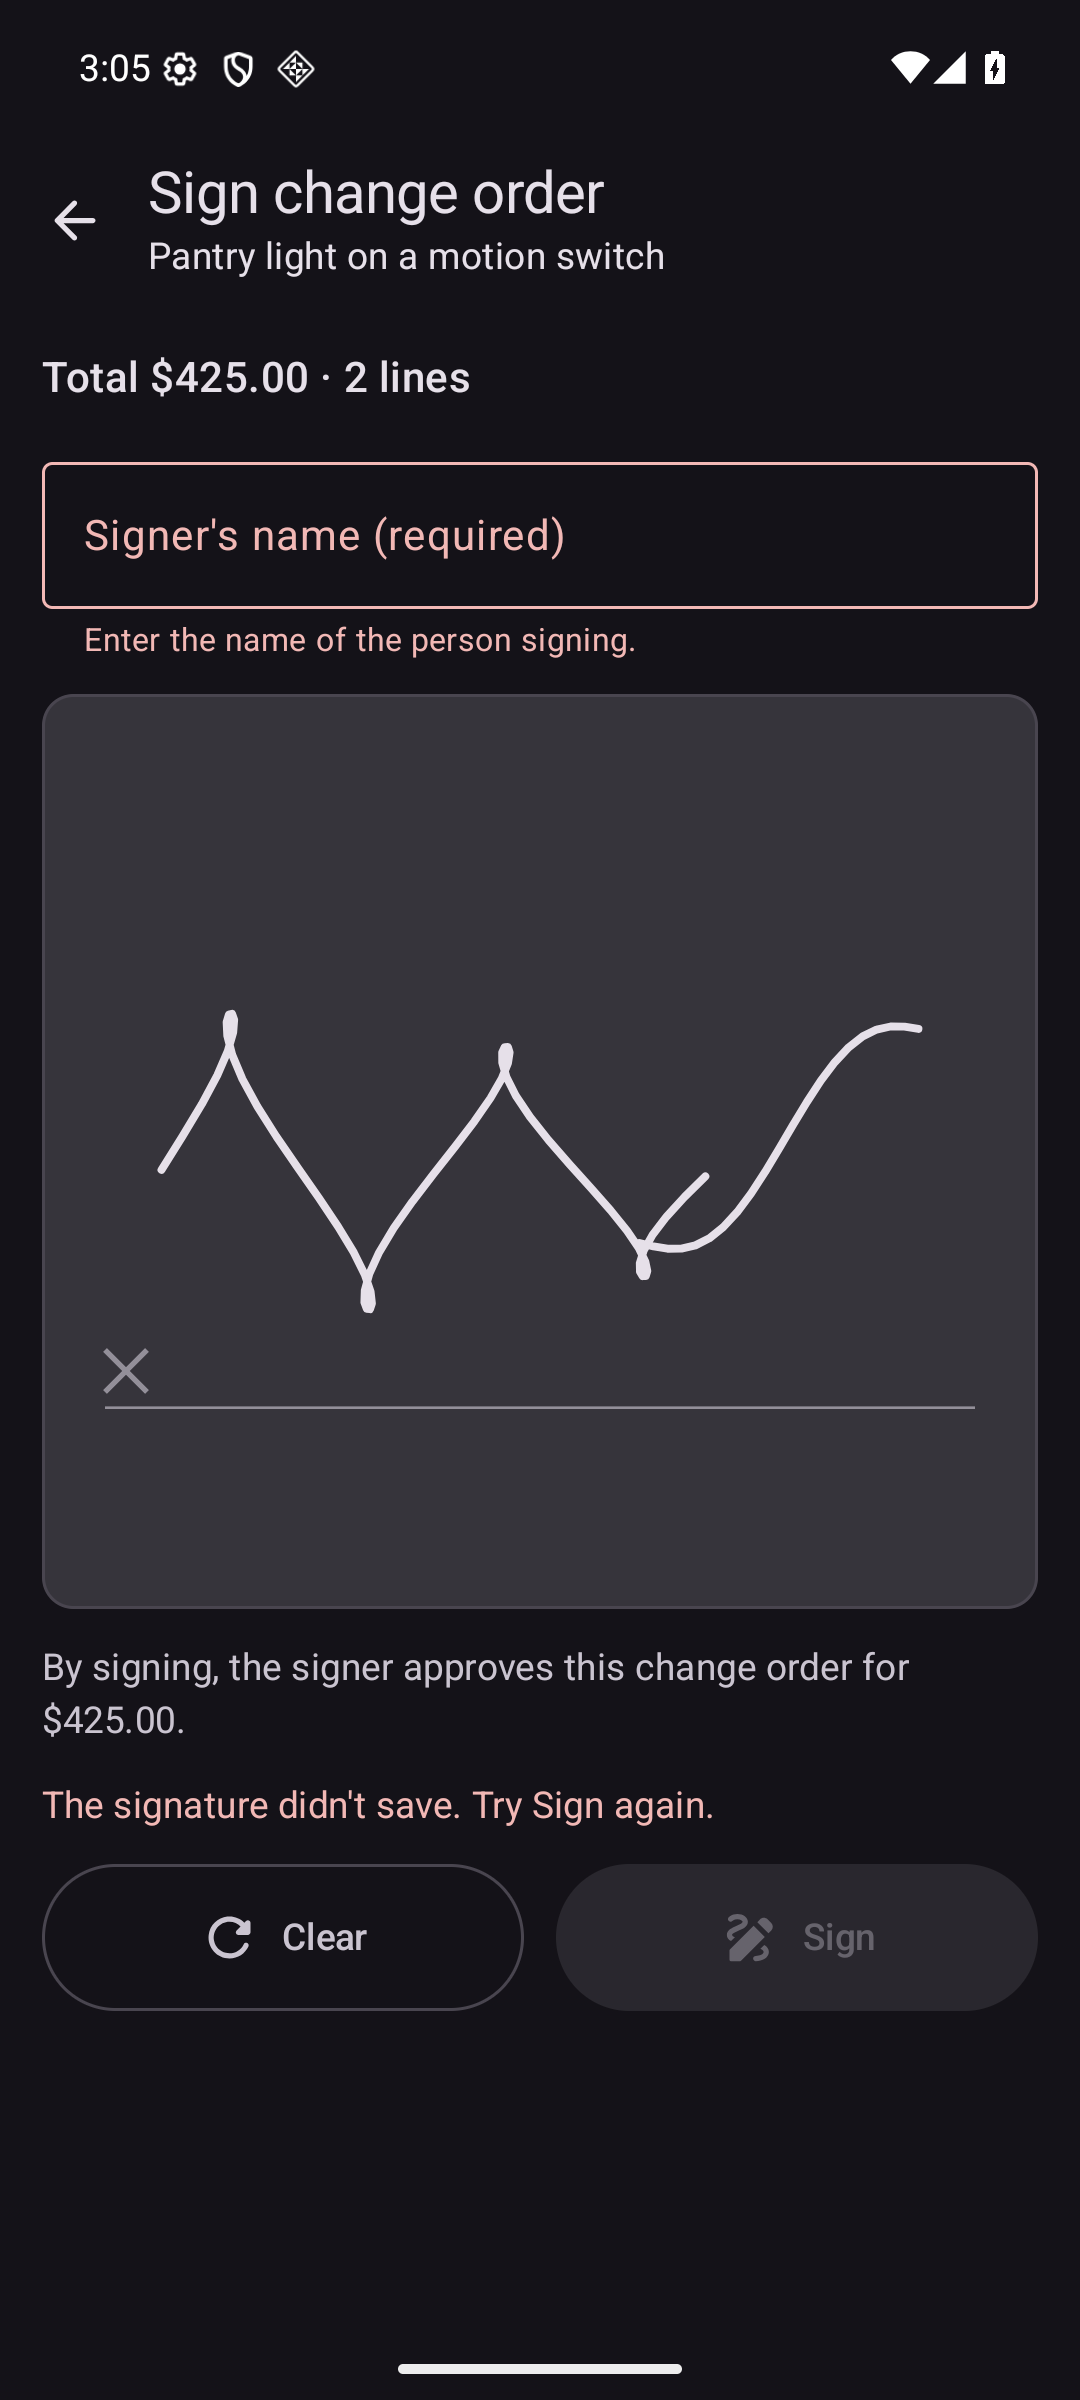 3:05
Sign change order
Pantry light on a motion switch
Total $425.00 · 2 lines
Signer's name (required)
Enter the name of the person signing.
By signing, the signer approves this change order for
$425.00.
The signature didn't save. Try Sign again.
Clear
Sign